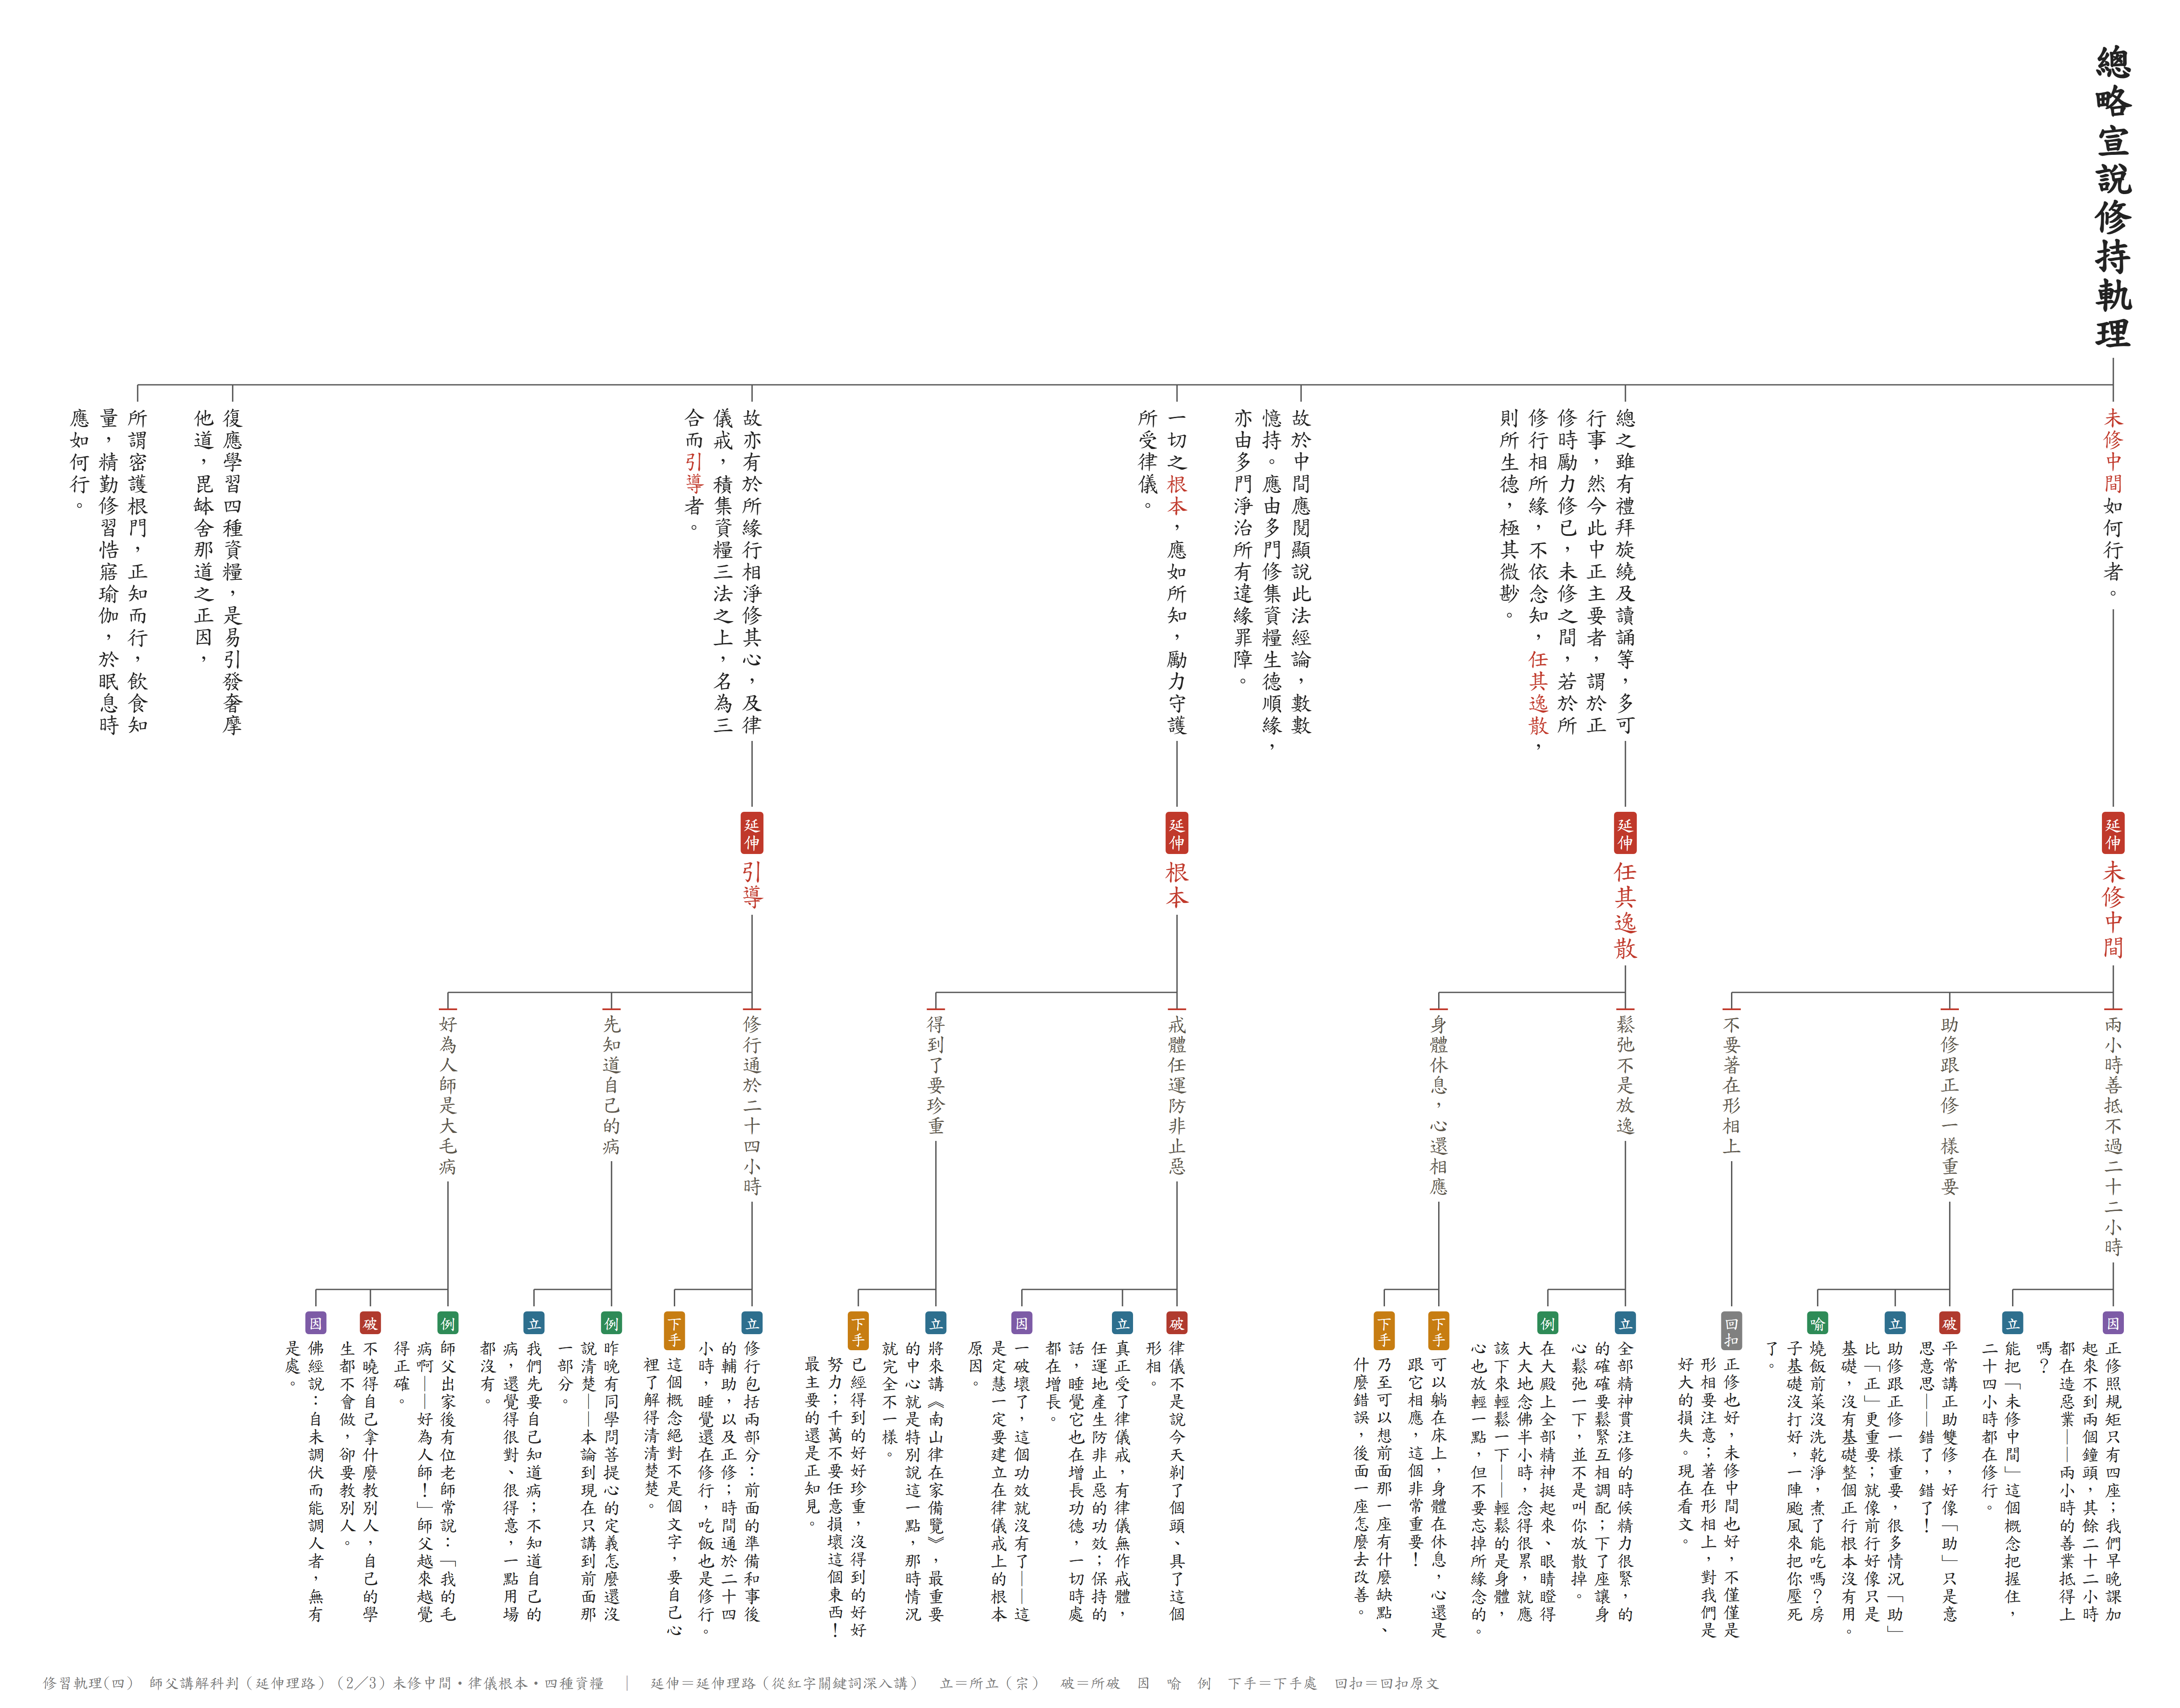 總略宣說修持軌理
未修中間如何行者。
總之雖有禮拜旋繞及讀誦等，多可
行事，然今此中正主要者，謂於正
修時勵力修已，未修之間，若於所
修行相所緣，不依念知，任其逸散，
則所生德，極其微尠。
故於中間應閱顯說此法經論，數數
憶持。應由多門修集資糧生德順緣，
亦由多門淨治所有違緣罪障。
一切之根本，應如所知，勵力守護
所受律儀。
故亦有於所緣行相淨修其心，及律
儀戒，積集資糧三法之上，名為三
合而引導者。
復應學習四種資糧，是易引發奢摩
他道，毘缽舍那道之正因，
所謂密護根門，正知而行，飲食知
量，精勤修習悎寤瑜伽，於眠息時
應如何行。
延伸 未修中間
延伸 任其逸散
延伸 根本
延伸 引導
兩小時善抵不過二十二小時
助修跟正修一樣重要
不要著在形相上
鬆弛不是放逸
身體休息，心還相應
戒體任運防非止惡
得到了要珍重
修行通於二十四小時
先知道自己的病
好為人師是大毛病
因
正修照規矩只有四座；我們早晚課加
起來不到兩個鐘頭，其餘二十二小時
都在造惡業——兩小時的善業抵得上
嗎？
立
能把「未修中間」這個概念把握住，
二十四小時都在修行。
破
平常講正助雙修，好像「助」只是意
思意思——錯了，錯了！
立
助修跟正修一樣重要，很多情況「助」
比「正」更重要；就像前行好像只是
基礎，沒有基礎整個正行根本沒有用。
喻
燒飯前菜沒洗乾淨，煮了能吃嗎？房
子基礎沒打好，一陣颱風來把你壓死
了。
回扣
正修也好，未修中間也好，不僅僅是
形相要注意；著在形相上，對我們是
好大的損失。現在看文。
立
全部精神貫注修的時候精力很緊，的
的確確要鬆緊互相調配；下了座讓身
心鬆弛一下，並不是叫你放散掉。
例
在大殿上全部精神挺起來、眼睛瞪得
大大地念佛半小時，念得很累，就應
該下來輕鬆一下——輕鬆的是身體，
心也放輕一點，但不要忘掉所緣念的。
下手
可以躺在床上，身體在休息，心還是
跟它相應，這個非常重要！
下手
乃至可以想前面那一座有什麼缺點、
什麼錯誤，後面一座怎麼去改善。
破
律儀不是說今天剃了個頭、具了這個
形相。
立
真正受了律儀戒，有律儀無作戒體，
任運地產生防非止惡的功效；保持的
話，睡覺它也在增長功德，一切時處
都在增長。
因
一破壞了，這個功效就沒有了——這
是定慧一定要建立在律儀戒上的根本
原因。
立
將來講《南山律在家備覽》，最重要
的中心就是特別說這一點，那時情況
就完全不一樣。
下手
已經得到的好好珍重，沒得到的好好
努力；千萬不要任意損壞這個東西！
最主要的還是正知見。
立
修行包括兩部分：前面的準備和事後
的輔助，以及正修；時間通於二十四
小時，睡覺還在修行，吃飯也是修行。
下手
這個概念絕對不是個文字，要自己心
裡了解得清清楚楚。
例
昨晚有同學問菩提心的定義怎麼還沒
說清楚——本論到現在只講到前面那
一部分。
立
我們先要自己知道病；不知道自己的
病，還覺得很對、很得意，一點用場
都沒有。
例
師父出家後有位老師常說：「我的毛
病啊——好為人師！」師父越來越覺
得正確。
破
不曉得自己拿什麼教別人，自己的學
生都不會做，卻要教別人。
因
佛經說：自未調伏而能調人者，無有
是處。
修習軌理(四)　師父講解科判（延伸理路）（2／3）未修中間・律儀根本・四種資糧　｜　延伸＝延伸理路（從紅字關鍵詞深入講）　立＝所立（宗）　破＝所破　因　喻　例　下手＝下手處　回扣＝回扣原文